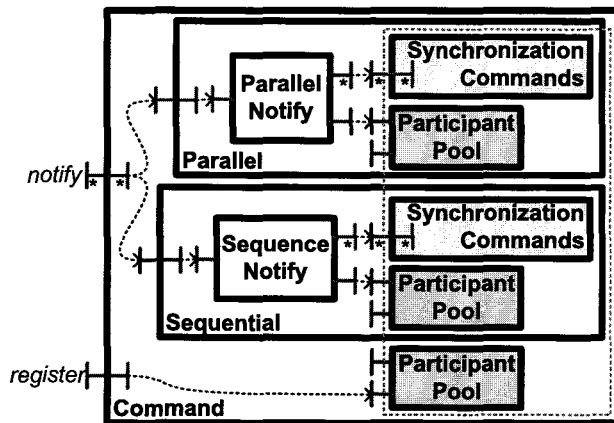 Synchronization
Commands
Parallel
Notify
* * *
Participant
Pool
Parallel
notify
* *
Synchronization
Commands
Sequence
Notify
* * *
Participant
Pool
Sequential
Participant
Pool
register
Command